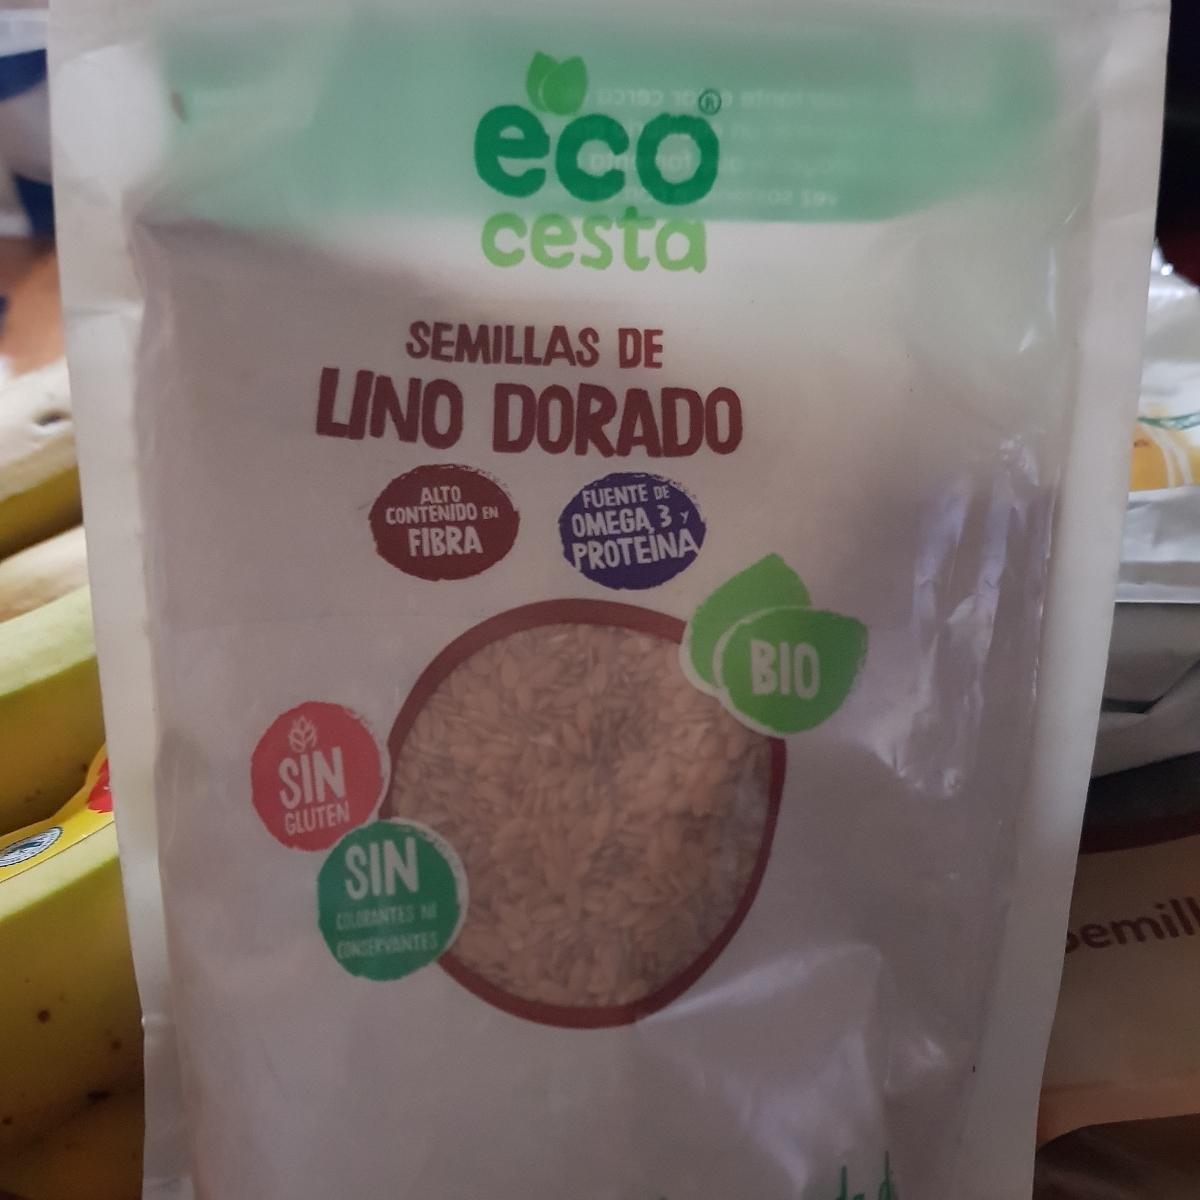 eco®
cesta
SEMILLAS DE
LINO DORADO
ALTO
CONTENIDO EN
FIBRA
FUENTE DE
OMEGA 3 Y
PROTEÍNA
BIO
SIN
GLUTEN
SIN
COLORANTES NI
CONSERVANTES